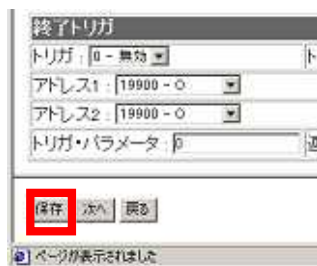 終了トリガ
トリガ : 0 - 無効
アドレス1 : 19900 - O
アドレス2 : 19900 - O
トリガ・パラメータ : 0
保存 次へ 戻る
ページが表示されました